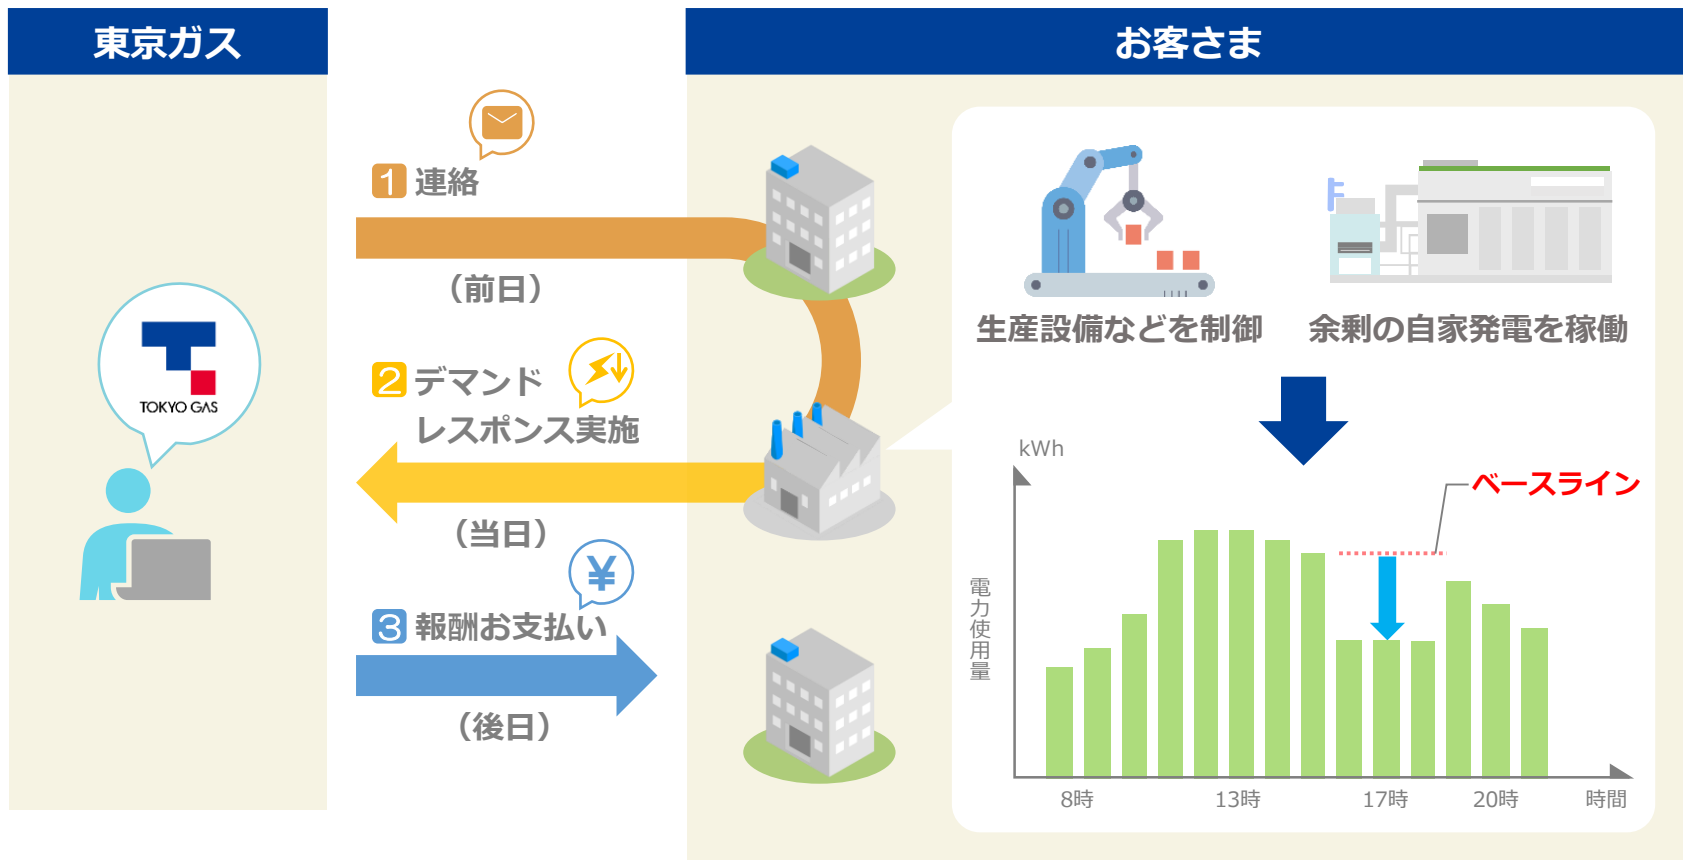 東京ガス
お客さま
1 連絡
（前日）
2 デマンド
レスポンス実施
（当日）
3 報酬お支払い
¥
（後日）
TOKYO GAS
生産設備などを制御
余剰の自家発電を稼働
kWh
ベースライン
電力使用量
8時
13時
17時
20時
時間